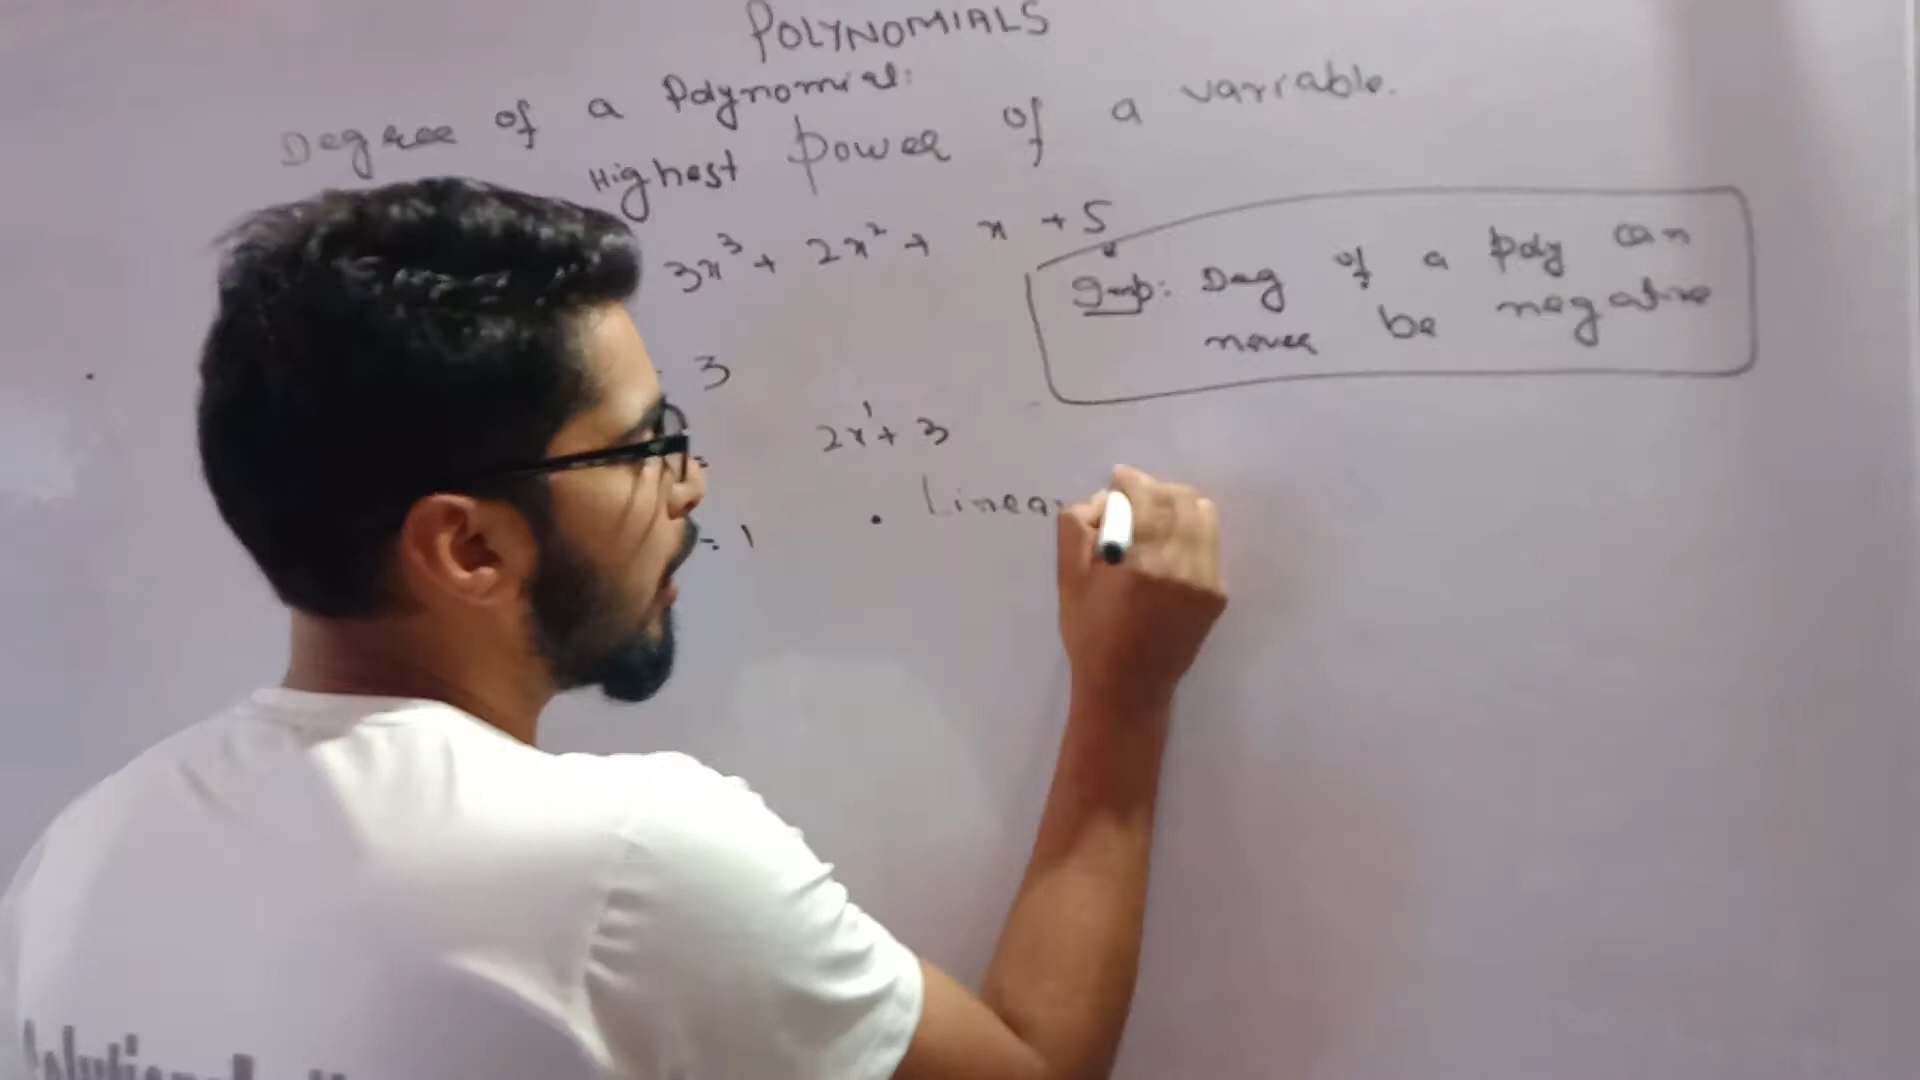 POLYNOMIALS
Degree of a Polynomial:
Highest power of a variable.
3x³ + 2x² + x + 5
Imp: Deg of a poly can
never be negative
3
2x¹ + 3
Linear
= 1